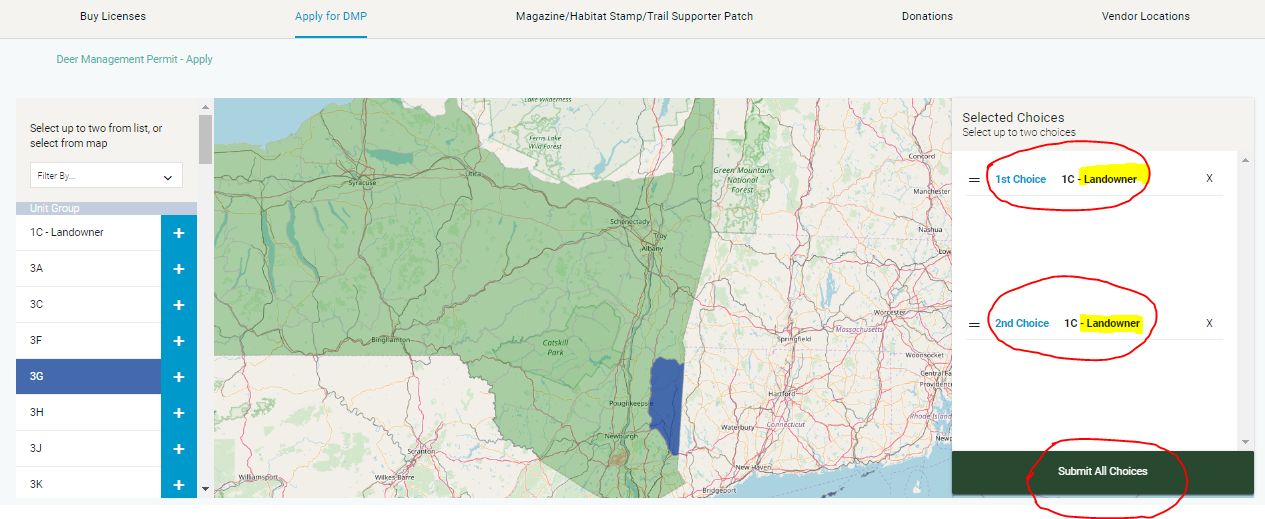 Buy Licenses
Apply for DMP
Magazine/Habitat Stamp/Trail Supporter Patch
Donations
Vendor Locations
Deer Management Permit - Apply
Select up to two from list, or
select from map
Filter By...
Unit Group
1C - Landowner
+
3A
+
3C
+
3F
+
3G
+
3H
+
3J
+
3K
+
Lake Wilderness
Ferris Lake
Wild Forest
Syracuse
Utica
Green Mountain
National
Forest
Concord
Manchester
Nashua
Low
Schenectady
Troy
Albany
Worcester
Massachusetts
Springfield
Woonsocket
Binghamton
Catskill
Park
Central Fa
Providence
Hartford
Poughkeepsi
Waterbury
Connecticut
Rhode Island
Newp
Newburgh
Scranton
Williamsport
Wilkes-Barre
New Haven
Bridgeport
Selected Choices
Select up to two choices
1st Choice 1C - Landowner X
2nd Choice 1C - Landowner X
Submit All Choices